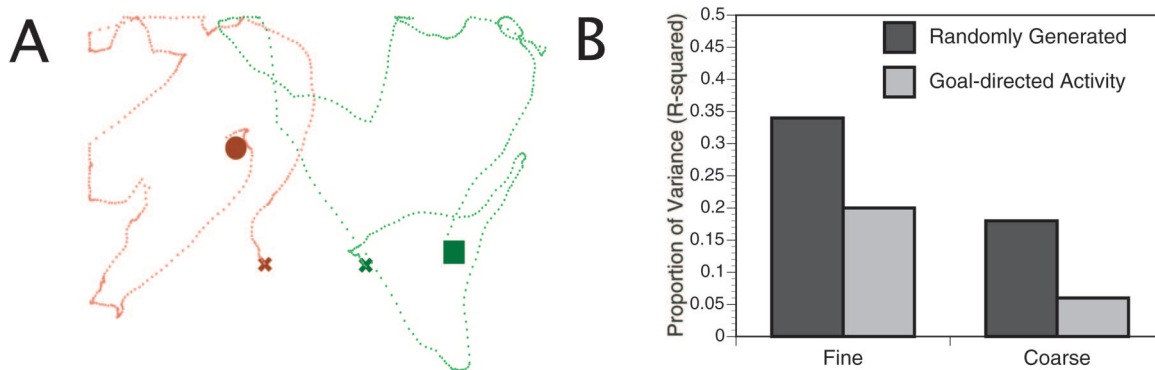 A
B
Proportion of Variance (R-squared)
0.5
0.45
0.4
0.35
0.3
0.25
0.2
0.15
0.1
0.05
0
Randomly Generated
Goal-directed Activity
Fine
Coarse